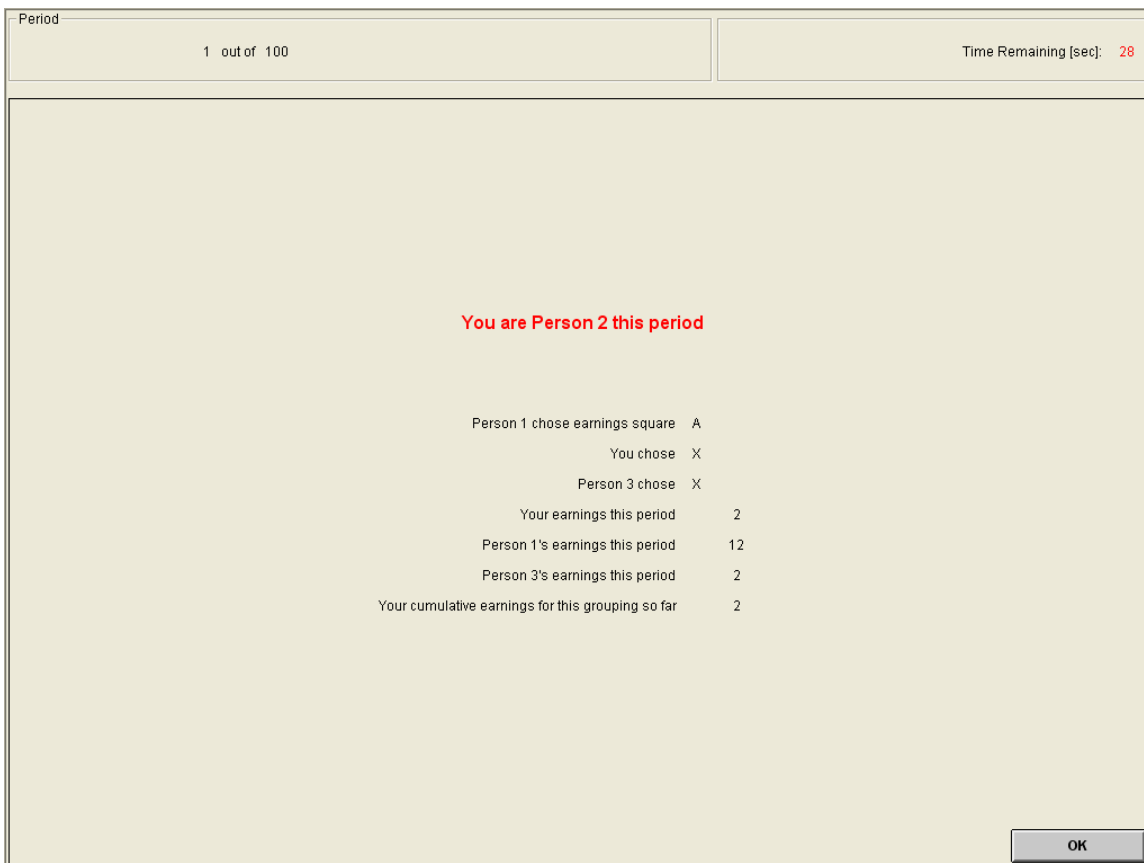 Period
1 out of 100
Time Remaining [sec]: 28
You are Person 2 this period
Person 1 chose earnings square A
You chose X
Person 3 chose X
Your earnings this period 2
Person 1's earnings this period 12
Person 3's earnings this period 2
Your cumulative earnings for this grouping so far 2
OK